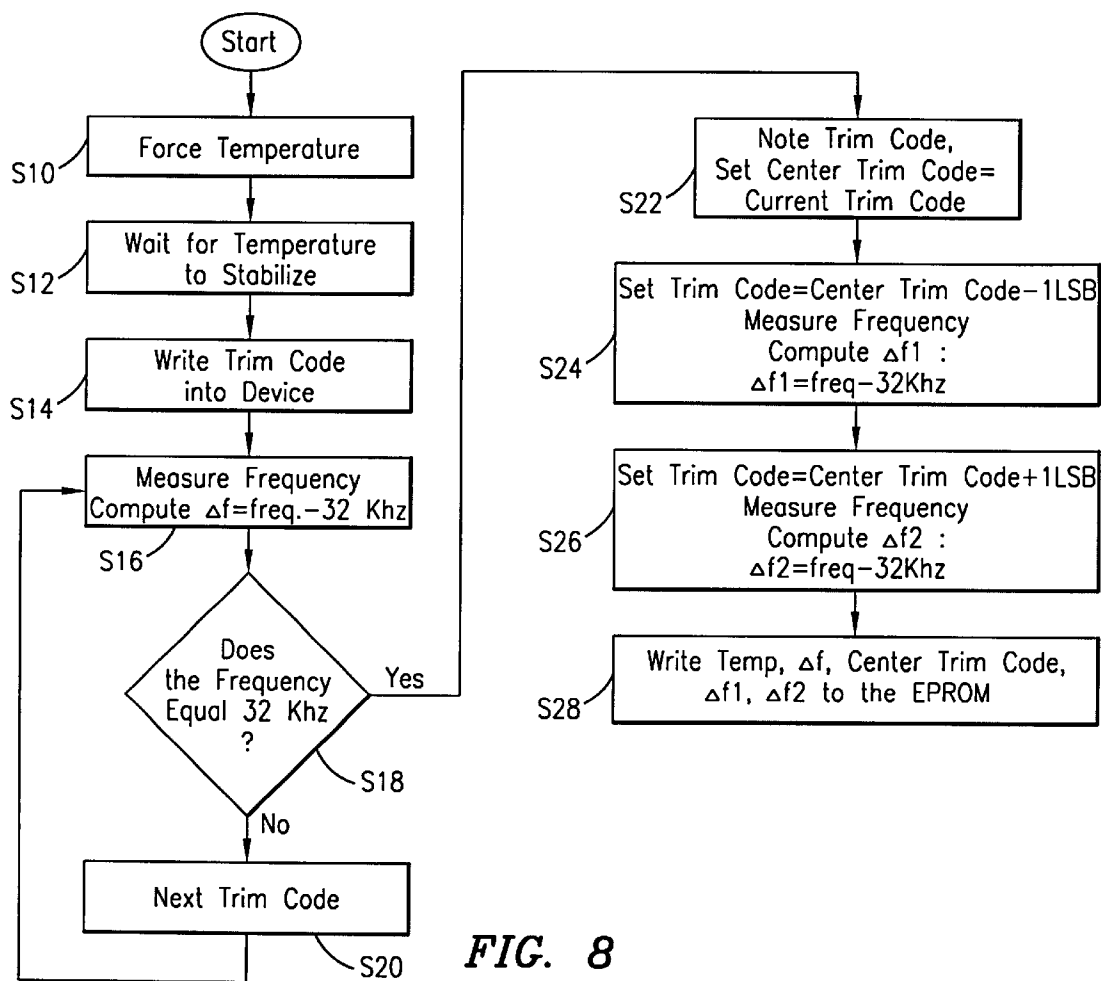 Start
Force Temperature
S10
Wait for Temperature
to Stabilize
S12
Write Trim Code
into Device
S14
Measure Frequency
Compute Δf=freq.-32 Khz
S16
Does
the Frequency
Equal 32 Khz
?
Yes
S18
No
Next Trim Code
S20
Note Trim Code,
Set Center Trim Code=
Current Trim Code
S22
Set Trim Code=Center Trim Code-1LSB
Measure Frequency
Compute Δf1 :
Δf1=freq-32Khz
S24
Set Trim Code=Center Trim Code+1LSB
Measure Frequency
Compute Δf2 :
Δf2=freq-32Khz
S26
Write Temp, Δf, Center Trim Code,
Δf1, Δf2 to the EPROM
S28
FIG. 8